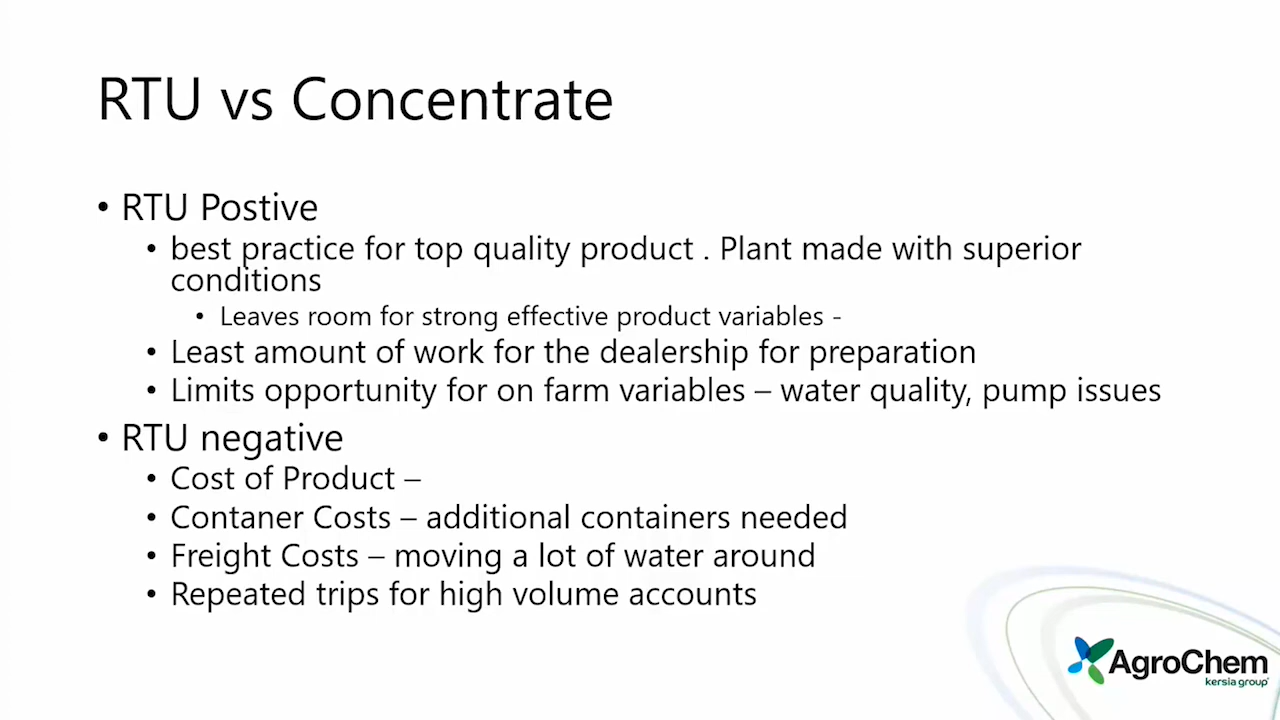 RTU vs Concentrate
• RTU Postive
• best practice for top quality product . Plant made with superior
conditions
• Leaves room for strong effective product variables -
• Least amount of work for the dealership for preparation
• Limits opportunity for on farm variables – water quality, pump issues
• RTU negative
• Cost of Product –
• Contaner Costs – additional containers needed
• Freight Costs – moving a lot of water around
• Repeated trips for high volume accounts
AgroChem
kersia group